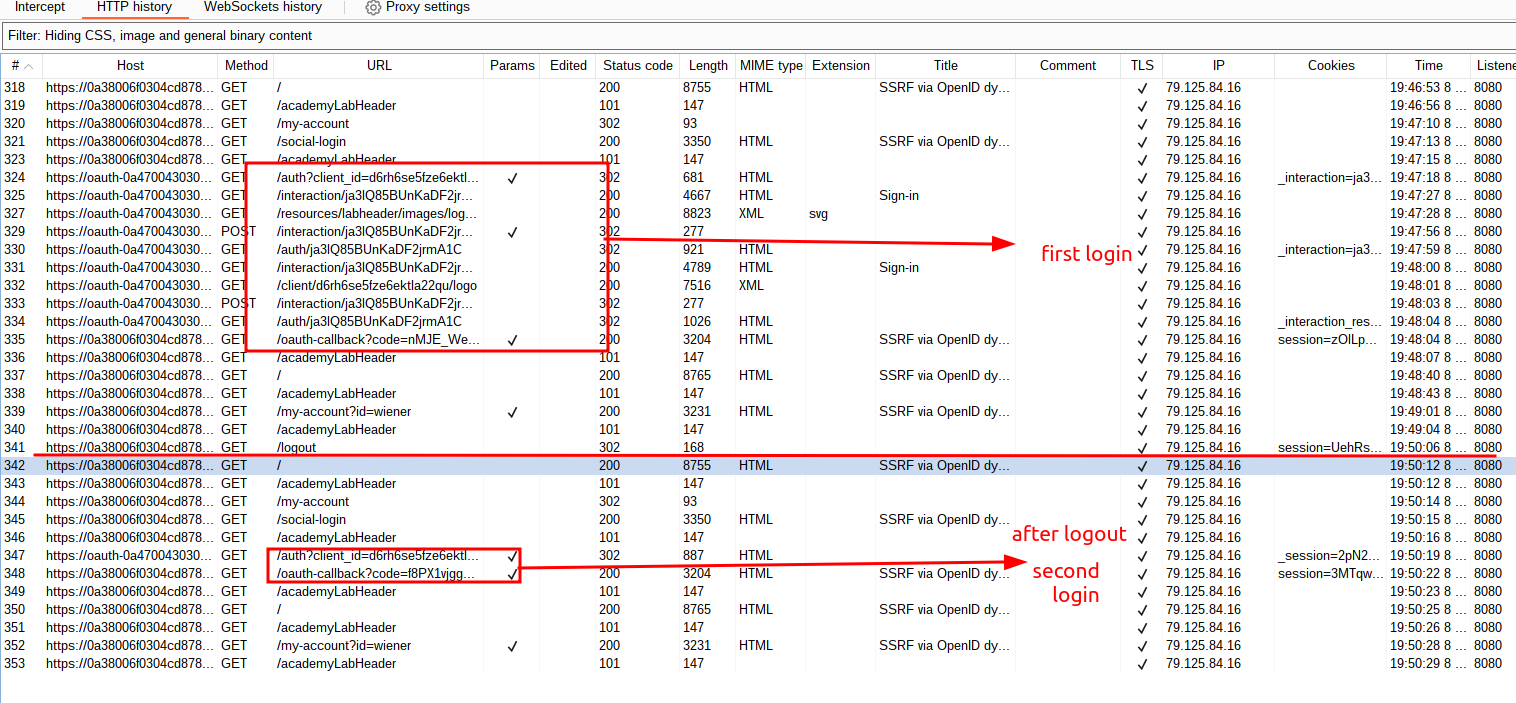 Intercept HTTP history WebSockets history Proxy settings
Filter: Hiding CSS, image and general binary content
# Host Method URL Params Edited Status code Length MIME type Extension Title Comment TLS IP Cookies Time Listene
318 https://0a38006f0304cd878... GET / 200 8755 HTML SSRF via OpenID dy... ✓ 79.125.84.16 19:46:53 8 ... 8080
319 https://0a38006f0304cd878... GET /academyLabHeader 101 147 ✓ 79.125.84.16 19:46:56 8 ... 8080
320 https://0a38006f0304cd878... GET /my-account 302 93 ✓ 79.125.84.16 19:47:10 8 ... 8080
321 https://0a38006f0304cd878... GET /social-login 200 3350 HTML SSRF via OpenID dy... ✓ 79.125.84.16 19:47:13 8 ... 8080
323 https://0a38006f0304cd878... GET /academyLabHeader 101 147 ✓ 79.125.84.16 19:47:15 8 ... 8080
324 https://oauth-0a470043030... GET /auth?client_id=d6rh6se5fze6ektl... ✓ 302 681 HTML ✓ 79.125.84.16 _interaction=ja3... 19:47:18 8 ... 8080
325 https://oauth-0a470043030... GET /interaction/ja3lQ85BUnKaDF2jr... 200 4667 HTML Sign-in ✓ 79.125.84.16 19:47:27 8 ... 8080
327 https://oauth-0a470043030... GET /resources/labheader/images/log... 200 8823 XML svg ✓ 79.125.84.16 19:47:28 8 ... 8080
329 https://oauth-0a470043030... POST /interaction/ja3lQ85BUnKaDF2jr... ✓ 302 277 ✓ 79.125.84.16 19:47:56 8 ... 8080
330 https://oauth-0a470043030... GET /auth/ja3lQ85BUnKaDF2jrmA1C 302 921 HTML ✓ 79.125.84.16 _interaction=ja3... 19:47:59 8 ... 8080
first login
331 https://oauth-0a470043030... GET /interaction/ja3lQ85BUnKaDF2jr... 200 4789 HTML Sign-in ✓ 79.125.84.16 19:48:00 8 ... 8080
332 https://oauth-0a470043030... GET /client/d6rh6se5fze6ektla22qu/logo 200 7516 XML ✓ 79.125.84.16 19:48:01 8 ... 8080
333 https://oauth-0a470043030... POST /interaction/ja3lQ85BUnKaDF2jr... 302 277 ✓ 79.125.84.16 19:48:03 8 ... 8080
334 https://oauth-0a470043030... GET /auth/ja3lQ85BUnKaDF2jrmA1C 302 1026 HTML ✓ 79.125.84.16 _interaction_res... 19:48:04 8 ... 8080
335 https://0a38006f0304cd878... GET /oauth-callback?code=nMJE_We... ✓ 200 3204 HTML SSRF via OpenID dy... ✓ 79.125.84.16 session=zOlLp... 19:48:04 8 ... 8080
336 https://0a38006f0304cd878... GET /academyLabHeader 101 147 ✓ 79.125.84.16 19:48:07 8 ... 8080
337 https://0a38006f0304cd878... GET / 200 8765 HTML SSRF via OpenID dy... ✓ 79.125.84.16 19:48:40 8 ... 8080
338 https://0a38006f0304cd878... GET /academyLabHeader 101 147 ✓ 79.125.84.16 19:48:43 8 ... 8080
339 https://0a38006f0304cd878... GET /my-account?id=wiener ✓ 200 3231 HTML SSRF via OpenID dy... ✓ 79.125.84.16 19:49:01 8 ... 8080
340 https://0a38006f0304cd878... GET /academyLabHeader 101 147 ✓ 79.125.84.16 19:49:04 8 ... 8080
341 https://0a38006f0304cd878... GET /logout 302 168 ✓ 79.125.84.16 session=UehRs... 19:50:06 8 ... 8080
342 https://0a38006f0304cd878... GET / 200 8755 HTML SSRF via OpenID dy... ✓ 79.125.84.16 19:50:12 8 ... 8080
343 https://0a38006f0304cd878... GET /academyLabHeader 101 147 ✓ 79.125.84.16 19:50:12 8 ... 8080
344 https://0a38006f0304cd878... GET /my-account 302 93 ✓ 79.125.84.16 19:50:14 8 ... 8080
345 https://0a38006f0304cd878... GET /social-login 200 3350 HTML SSRF via OpenID dy... ✓ 79.125.84.16 19:50:15 8 ... 8080
after logout
346 https://0a38006f0304cd878... GET /academyLabHeader 101 147 ✓ 79.125.84.16 19:50:16 8 ... 8080
347 https://oauth-0a470043030... GET /auth?client_id=d6rh6se5fze6ektl... ✓ 302 887 HTML ✓ 79.125.84.16 _session=2pN2... 19:50:19 8 ... 8080
348 https://0a38006f0304cd878... GET /oauth-callback?code=f8PX1vjgg... ✓ 200 3204 HTML SSRF via OpenID dy... ✓ 79.125.84.16 session=3MTqw... 19:50:22 8 ... 8080
second
login
349 https://0a38006f0304cd878... GET /academyLabHeader 101 147 ✓ 79.125.84.16 19:50:23 8 ... 8080
350 https://0a38006f0304cd878... GET / 200 8765 HTML SSRF via OpenID dy... ✓ 79.125.84.16 19:50:25 8 ... 8080
351 https://0a38006f0304cd878... GET /academyLabHeader 101 147 ✓ 79.125.84.16 19:50:26 8 ... 8080
352 https://0a38006f0304cd878... GET /my-account?id=wiener ✓ 200 3231 HTML SSRF via OpenID dy... ✓ 79.125.84.16 19:50:28 8 ... 8080
353 https://0a38006f0304cd878... GET /academyLabHeader 101 147 ✓ 79.125.84.16 19:50:29 8 ... 8080